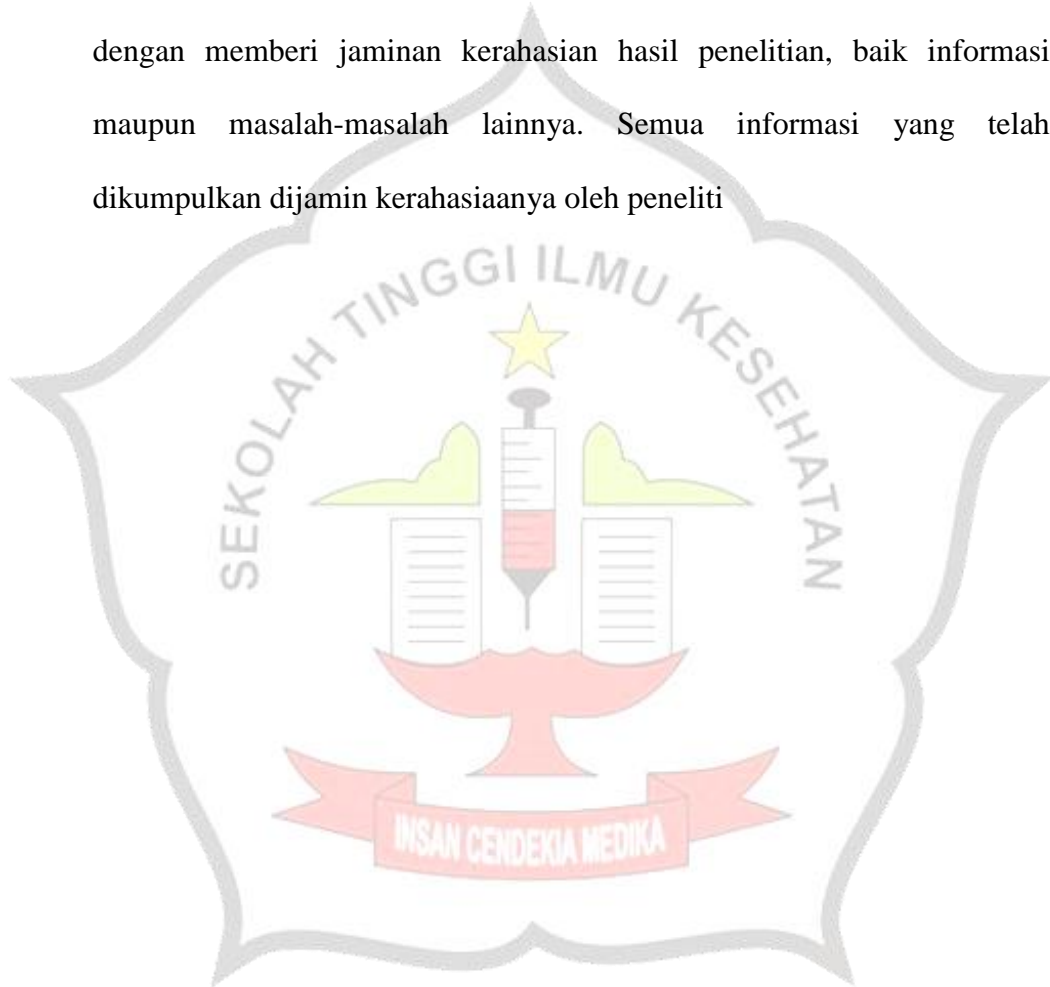 dengan memberi jaminan kerahasian hasil penelitian, baik informasi
maupun masalah-masalah lainnya. Semua informasi yang telah
dikumpulkan dijamin kerahasiaanya oleh peneliti
SEKOLAH TINGGI ILMU KESEHATAN
INSAN CENDEKIA MEDIKA